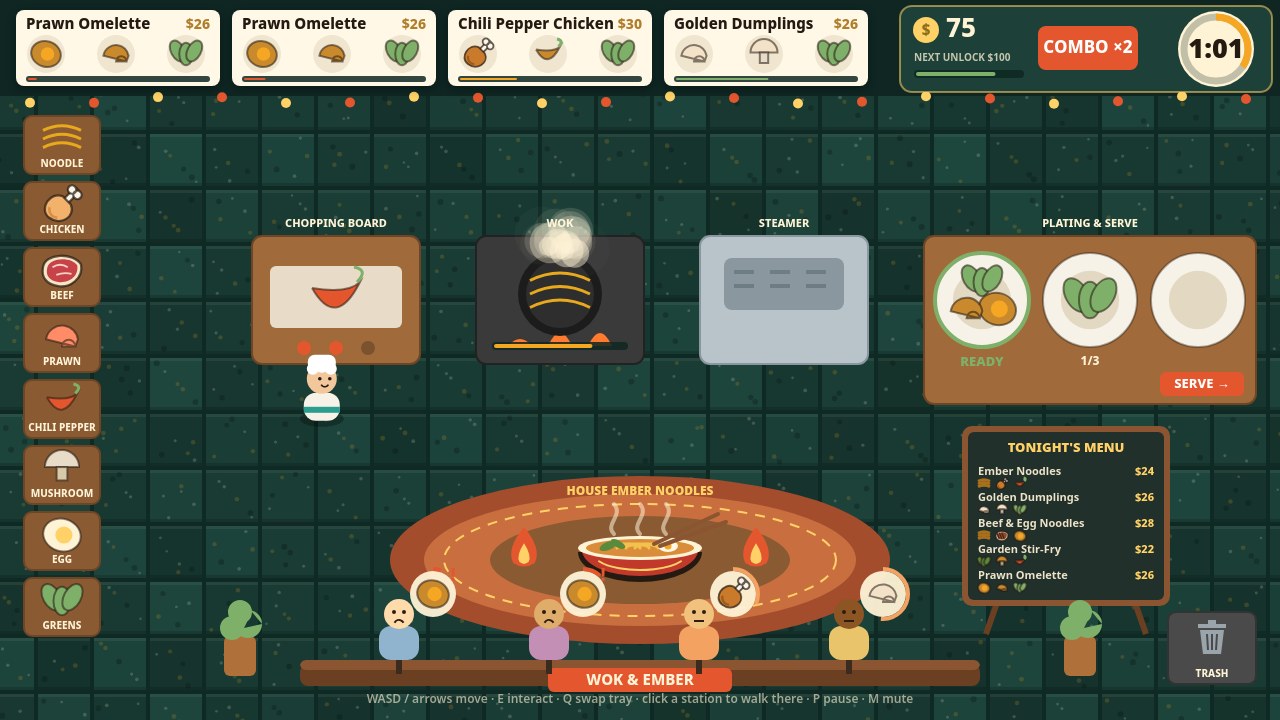 Prawn Omelette $26
Prawn Omelette $26
Chili Pepper Chicken $30
Golden Dumplings $26
$ 75
NEXT UNLOCK $100
COMBO ×2
1:01
NOODLE
CHICKEN
BEEF
PRAWN
CHILI PEPPER
MUSHROOM
EGG
GREENS
CHOPPING BOARD
WOK
STEAMER
PLATING & SERVE
READY
1/3
SERVE →
TONIGHT'S MENU
Ember Noodles $24
Golden Dumplings $26
Beef & Egg Noodles $28
Garden Stir-Fry $22
Prawn Omelette $26
HOUSE EMBER NOODLES
TRASH
WOK & EMBER
WASD / arrows move · E interact · Q swap tray · click a station to walk there · P pause · M mute